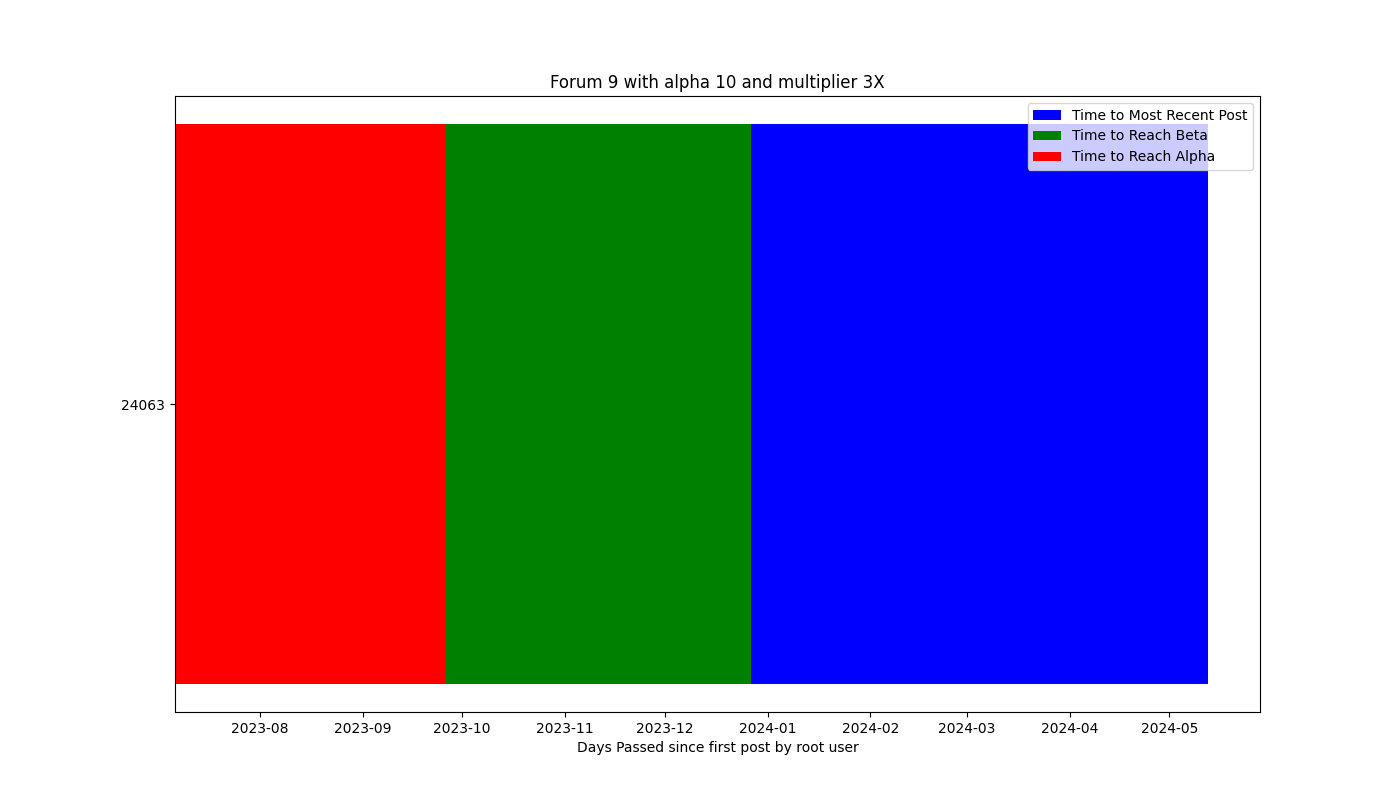 Forum 9 with alpha 10 and multiplier 3X
Time to Most Recent Post
Time to Reach Beta
Time to Reach Alpha
24063
2023-08 2023-09 2023-10 2023-11 2023-12 2024-01 2024-02 2024-03 2024-04 2024-05
Days Passed since first post by root user